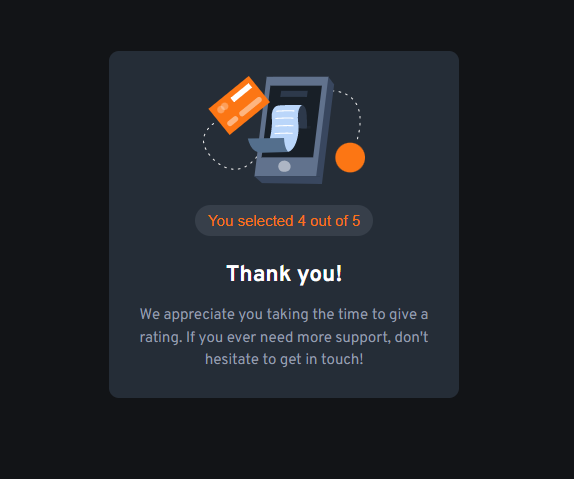 You selected 4 out of 5
Thank you!
We appreciate you taking the time to give a
rating. If you ever need more support, don't
hesitate to get in touch!